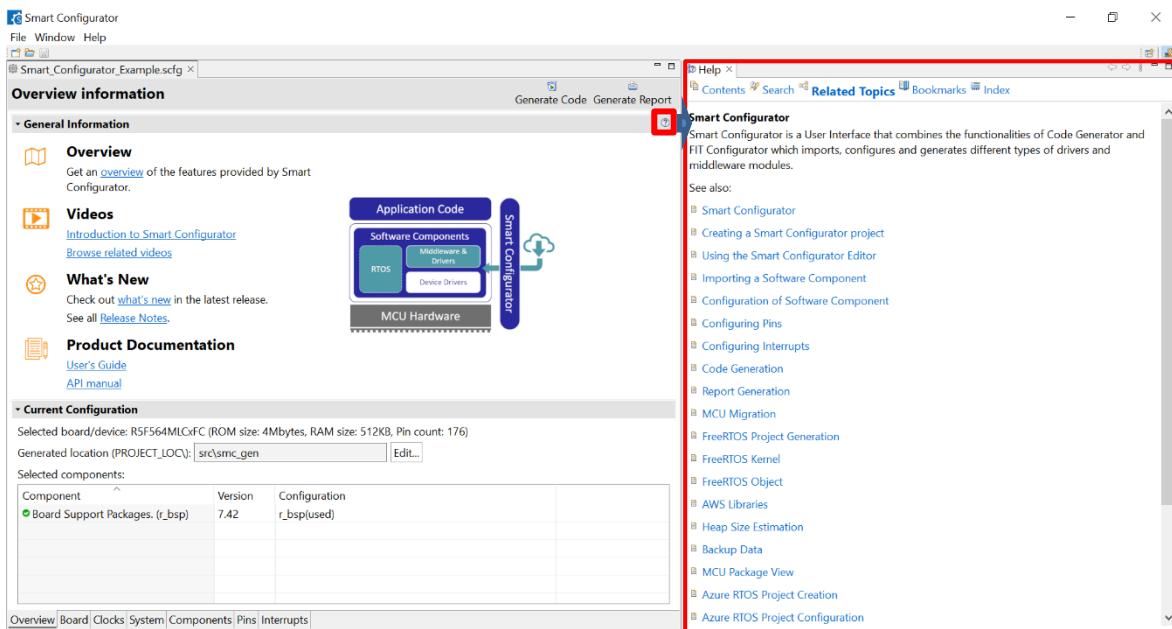 Smart Configurator
File Window Help
Smart_Configurator_Example.scfg
Overview information
Generate Code Generate Report
General Information
Overview
Get an overview of the features provided by Smart
Configurator.
Videos
Introduction to Smart Configurator
Browse related videos
What's New
Check out what's new in the latest release.
See all Release Notes.
Product Documentation
User's Guide
API manual
Application Code
Software Components
RTOS
Middleware &
Drivers
Device Drivers
MCU Hardware
Smart Configurator
Current Configuration
Selected board/device: R5F564MLCxFC (ROM size: 4Mbytes, RAM size: 512KB, Pin count: 176)
Generated location (PROJECT_LOC\): src\smc_gen Edit...
Selected components:
Component Version Configuration
Board Support Packages. (r_bsp) 7.42 r_bsp(used)
Overview Board Clocks System Components Pins Interrupts
Help
Contents Search Related Topics Bookmarks Index
Smart Configurator
Smart Configurator is a User Interface that combines the functionalities of Code Generator and
FIT Configurator which imports, configures and generates different types of drivers and
middleware modules.
See also:
Smart Configurator
Creating a Smart Configurator project
Using the Smart Configurator Editor
Importing a Software Component
Configuration of Software Component
Configuring Pins
Configuring Interrupts
Code Generation
Report Generation
MCU Migration
FreeRTOS Project Generation
FreeRTOS Kernel
FreeRTOS Object
AWS Libraries
Heap Size Estimation
Backup Data
MCU Package View
Azure RTOS Project Creation
Azure RTOS Project Configuration